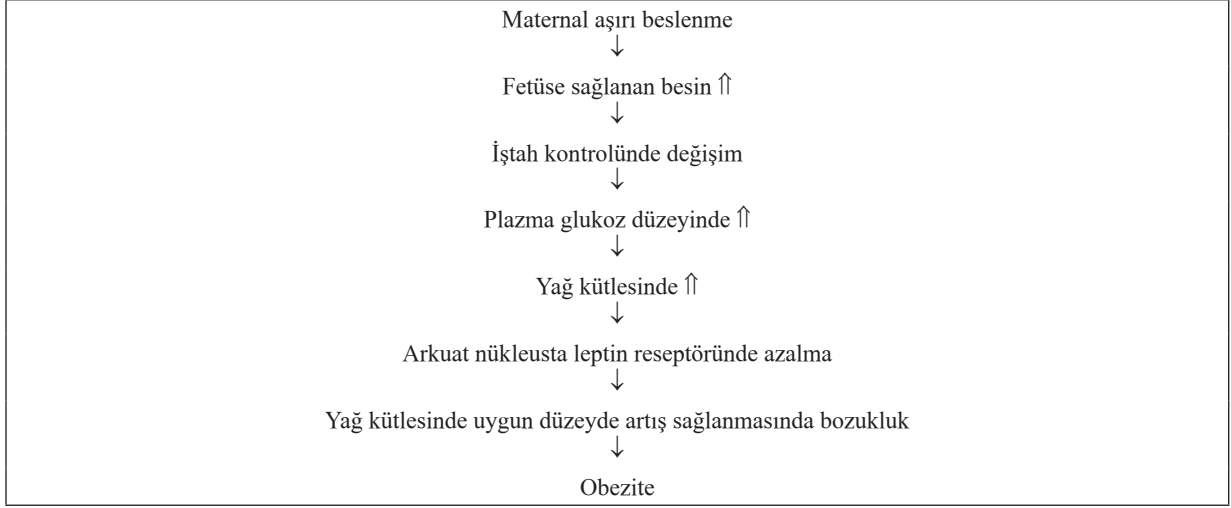 Maternal aşırı beslenme
↓
Fetüse sağlanan besin ⇑
↓
İştah kontrolünde değişim
↓
Plazma glukoz düzeyinde ⇑
↓
Yağ kütlesinde ⇑
↓
Arkuat nükleusta leptin reseptöründe azalma
↓
Yağ kütlesinde uygun düzeyde artış sağlanmasında bozukluk
↓
Obezite